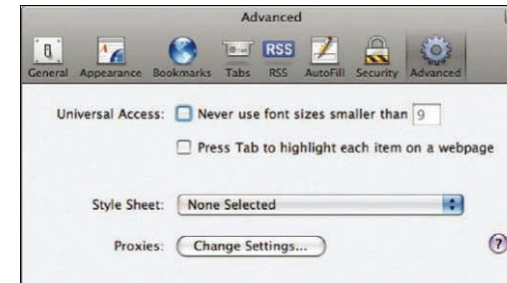 Advanced
General Appearance Bookmarks Tabs RSS AutoFill Security Advanced
Universal Access: Never use font sizes smaller than 9
Press Tab to highlight each item on a webpage
Style Sheet: None Selected
Proxies: Change Settings... ?